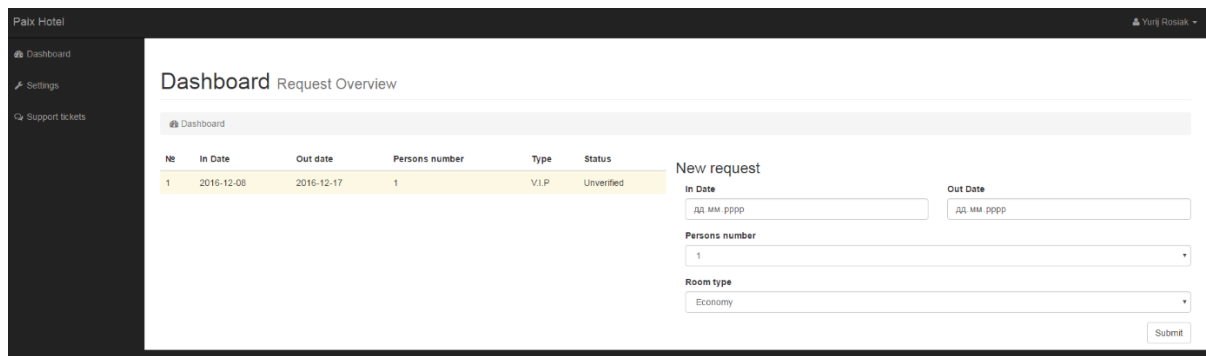 Paix Hotel
Yurij Rosiak
Dashboard
Settings
Support tickets
Dashboard Request Overview
Dashboard
№ In Date Out date Persons number Type Status
1 2016-12-08 2016-12-17 1 V.I.P Unverified
New request
In Date Out Date
дд.мм.рррр дд.мм.рррр
Persons number
1
Room type
Economy
Submit